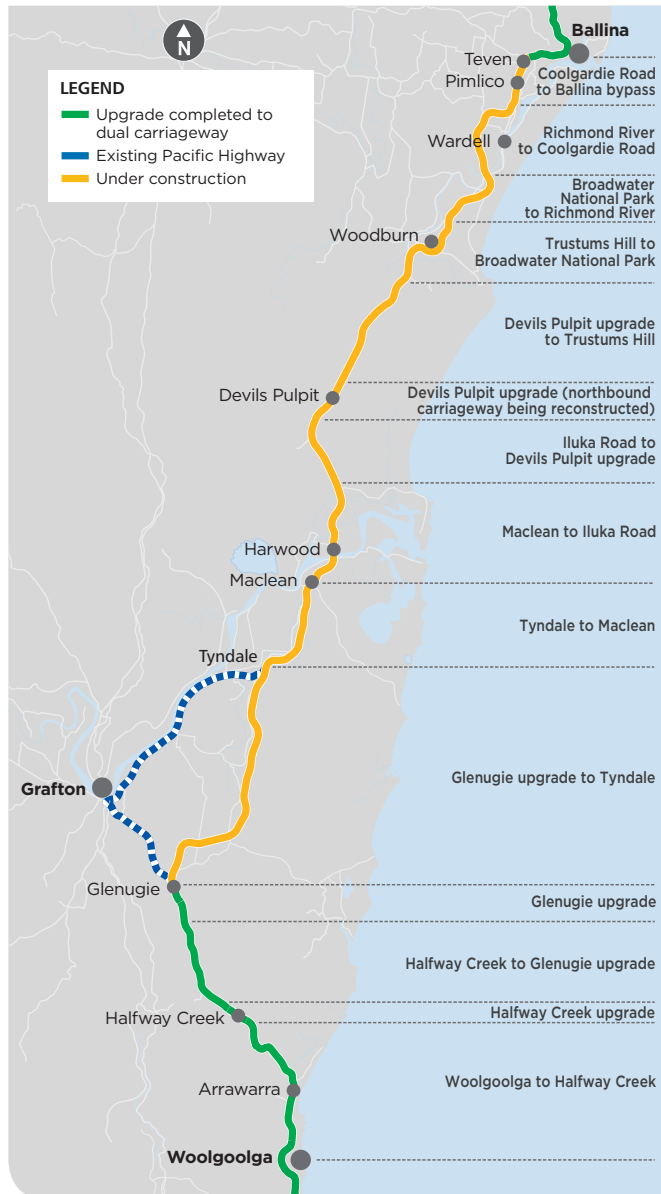 N
Ballina
Teven
Pimlico
Coolgardie Road
to Ballina bypass
LEGEND
Upgrade completed to
dual carriageway
Existing Pacific Highway
Under construction
Wardell
Richmond River
to Coolgardie Road
Broadwater
National Park
to Richmond River
Woodburn
Trustums Hill to
Broadwater National Park
Devils Pulpit upgrade
to Trustums Hill
Devils Pulpit
Devils Pulpit upgrade (northbound
carriageway being reconstructed)
Iluka Road to
Devils Pulpit upgrade
Maclean to Iluka Road
Harwood
Maclean
Tyndale to Maclean
Tyndale
Glenugie upgrade to Tyndale
Grafton
Glenugie
Glenugie upgrade
Halfway Creek to Glenugie upgrade
Halfway Creek
Halfway Creek upgrade
Arrawarra
Woolgoolga to Halfway Creek
Woolgoolga